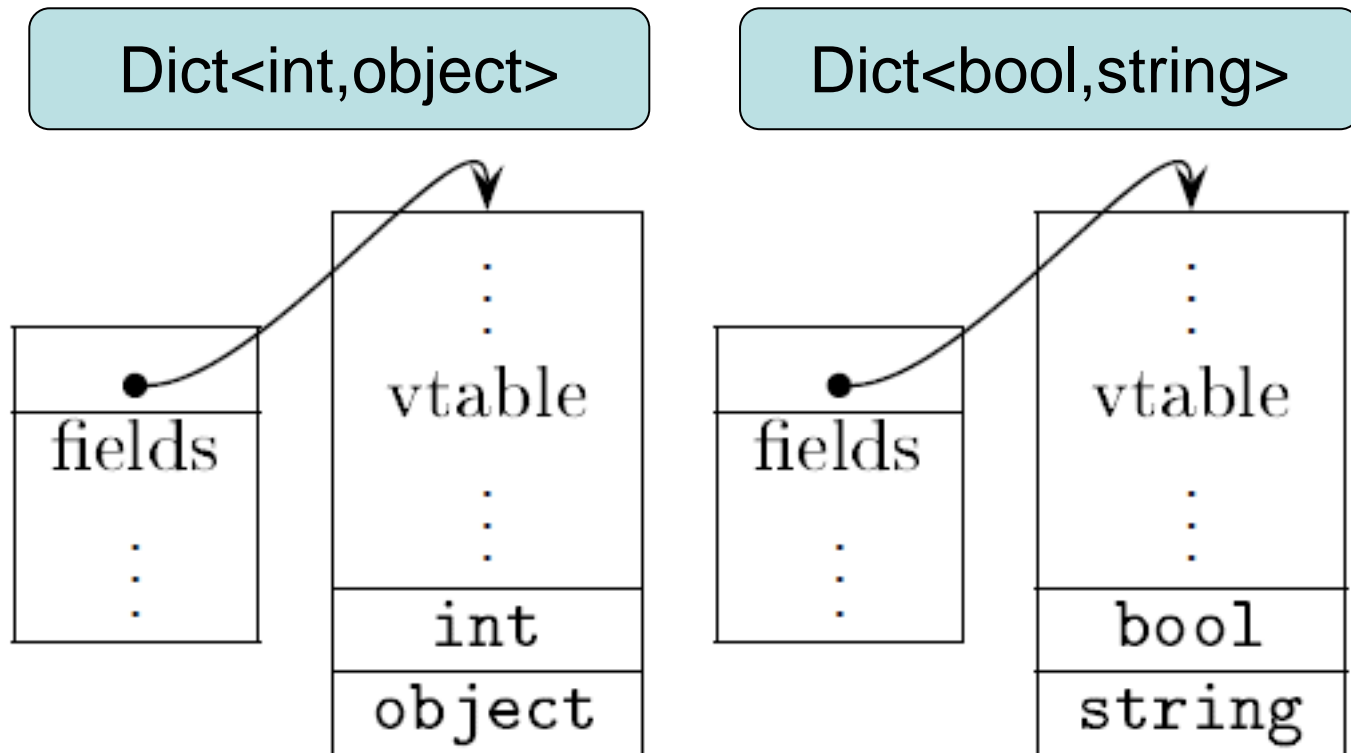 Dict<int,object>
vtable
fields
int
object
Dict<bool,string>
vtable
fields
bool
string